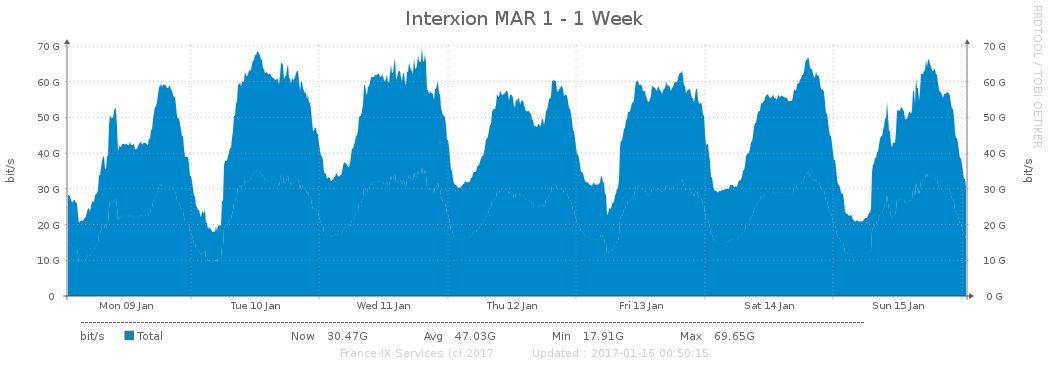 Interxion MAR 1 - 1 Week
RRDTOOL / TOBI OETIKER
70 G 70 G
60 G 60 G
50 G 50 G
40 G 40 G
30 G 30 G
20 G 20 G
10 G 10 G
0 0 G
bit/s bit/s
Mon 09 Jan Tue 10 Jan Wed 11 Jan Thu 12 Jan Fri 13 Jan Sat 14 Jan Sun 15 Jan
bit/s Total Now 30.47G Avg 47.03G Min 17.91G Max 69.65G
France-IX Services (c) 2017 Updated : 2017-01-16 00:50:15